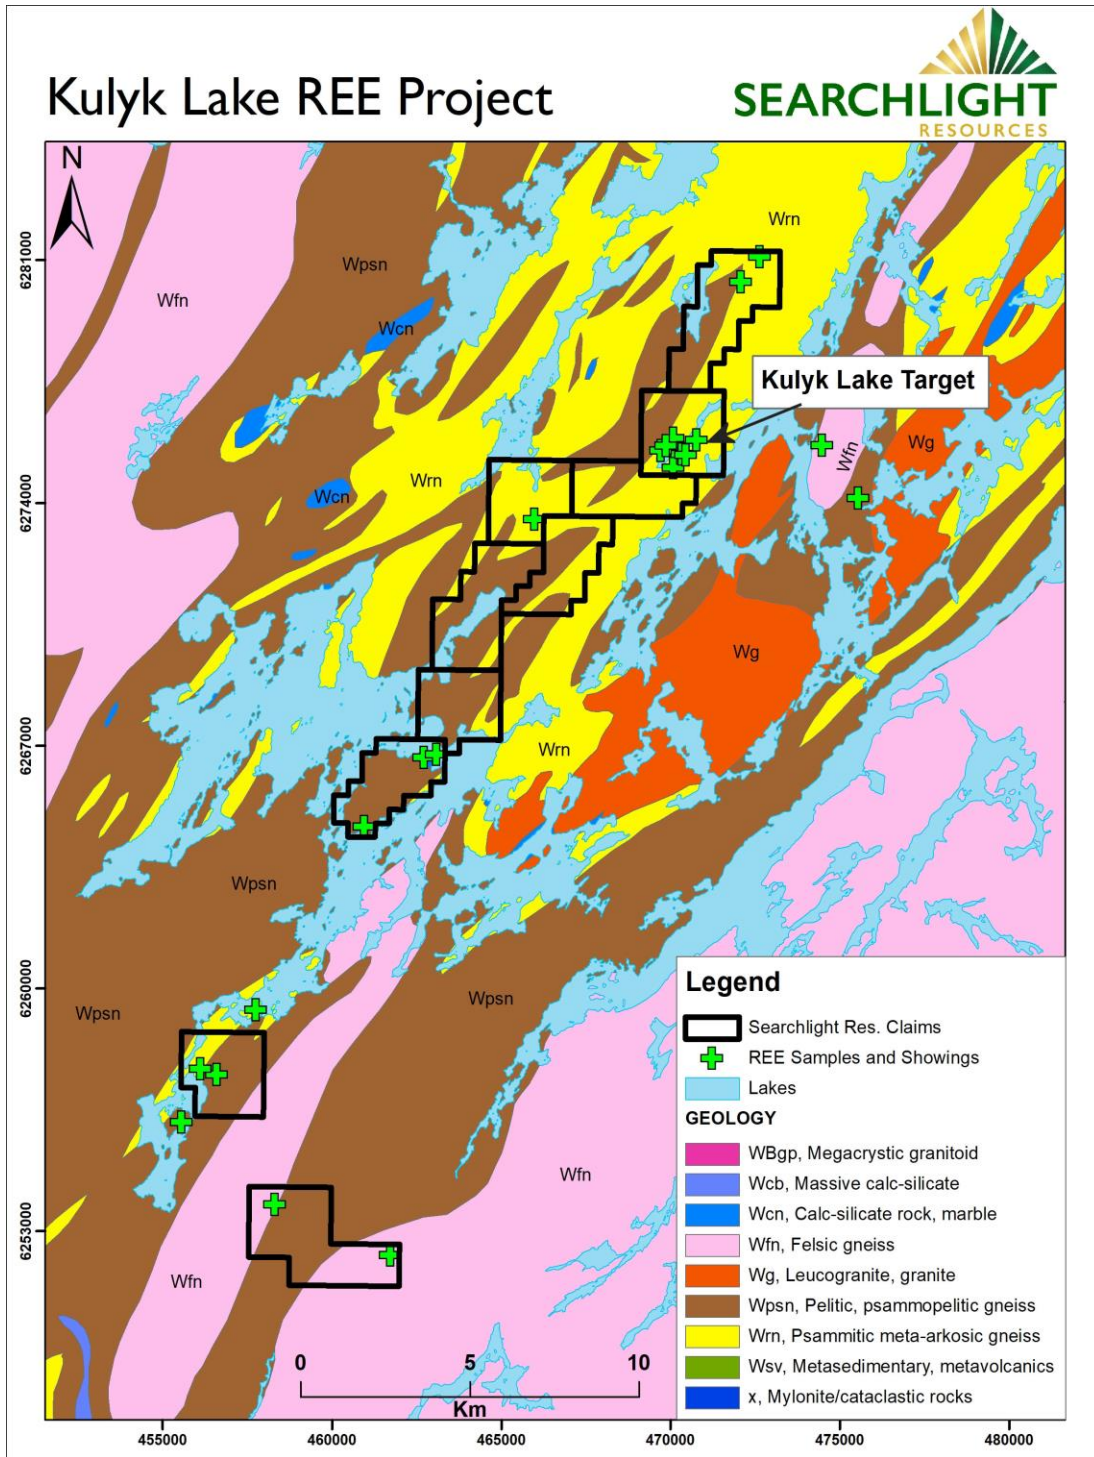 Kulyk Lake REE Project
SEARCHLIGHT
RESOURCES
N
Wrn
Wpsn
Wfn
Wcn
Kulyk Lake Target
Wg
Wfn
Wrn
Wcn
Wg
Wrn
Wpsn
Wpsn
Wpsn
Wfn
Wfn
6281000
6274000
6267000
6260000
6253000
Legend
Searchlight Res. Claims
REE Samples and Showings
Lakes
GEOLOGY
WBgp, Megacrystic granitoid
Wcb, Massive calc-silicate
Wcn, Calc-silicate rock, marble
Wfn, Felsic gneiss
Wg, Leucogranite, granite
Wpsn, Pelitic, psammopelitic gneiss
Wrn, Psammitic meta-arkosic gneiss
Wsv, Metasedimentary, metavolcanics
x, Mylonite/cataclastic rocks
0 5 10
Km
455000 460000 465000 470000 475000 480000